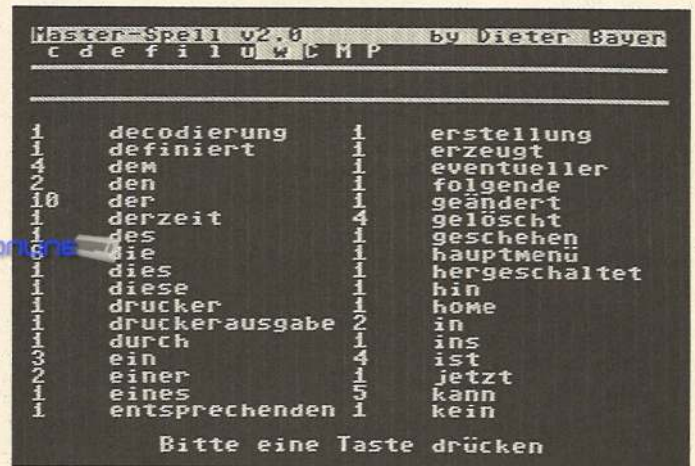 Master-Spell v2.0 by Dieter Bayer
c d e f i l u w C M P
1 decodierung 1 erstellung
1 definiert 1 erzeugt
4 dem 1 eventueller
2 den 1 folgende
10 der 1 geändert
1 derzeit 4 gelöscht
1 des 1 geschehen
die 1 hauptmenü
1 dies 1 hergeschaltet
1 diese 1 hin
1 drucker 1 home
1 druckerausgabe 2 in
1 durch 1 ins
3 ein 4 ist
2 einer 1 jetzt
1 eines 5 kann
1 entsprechenden 1 kein
Bitte eine Taste drücken
ONLINE